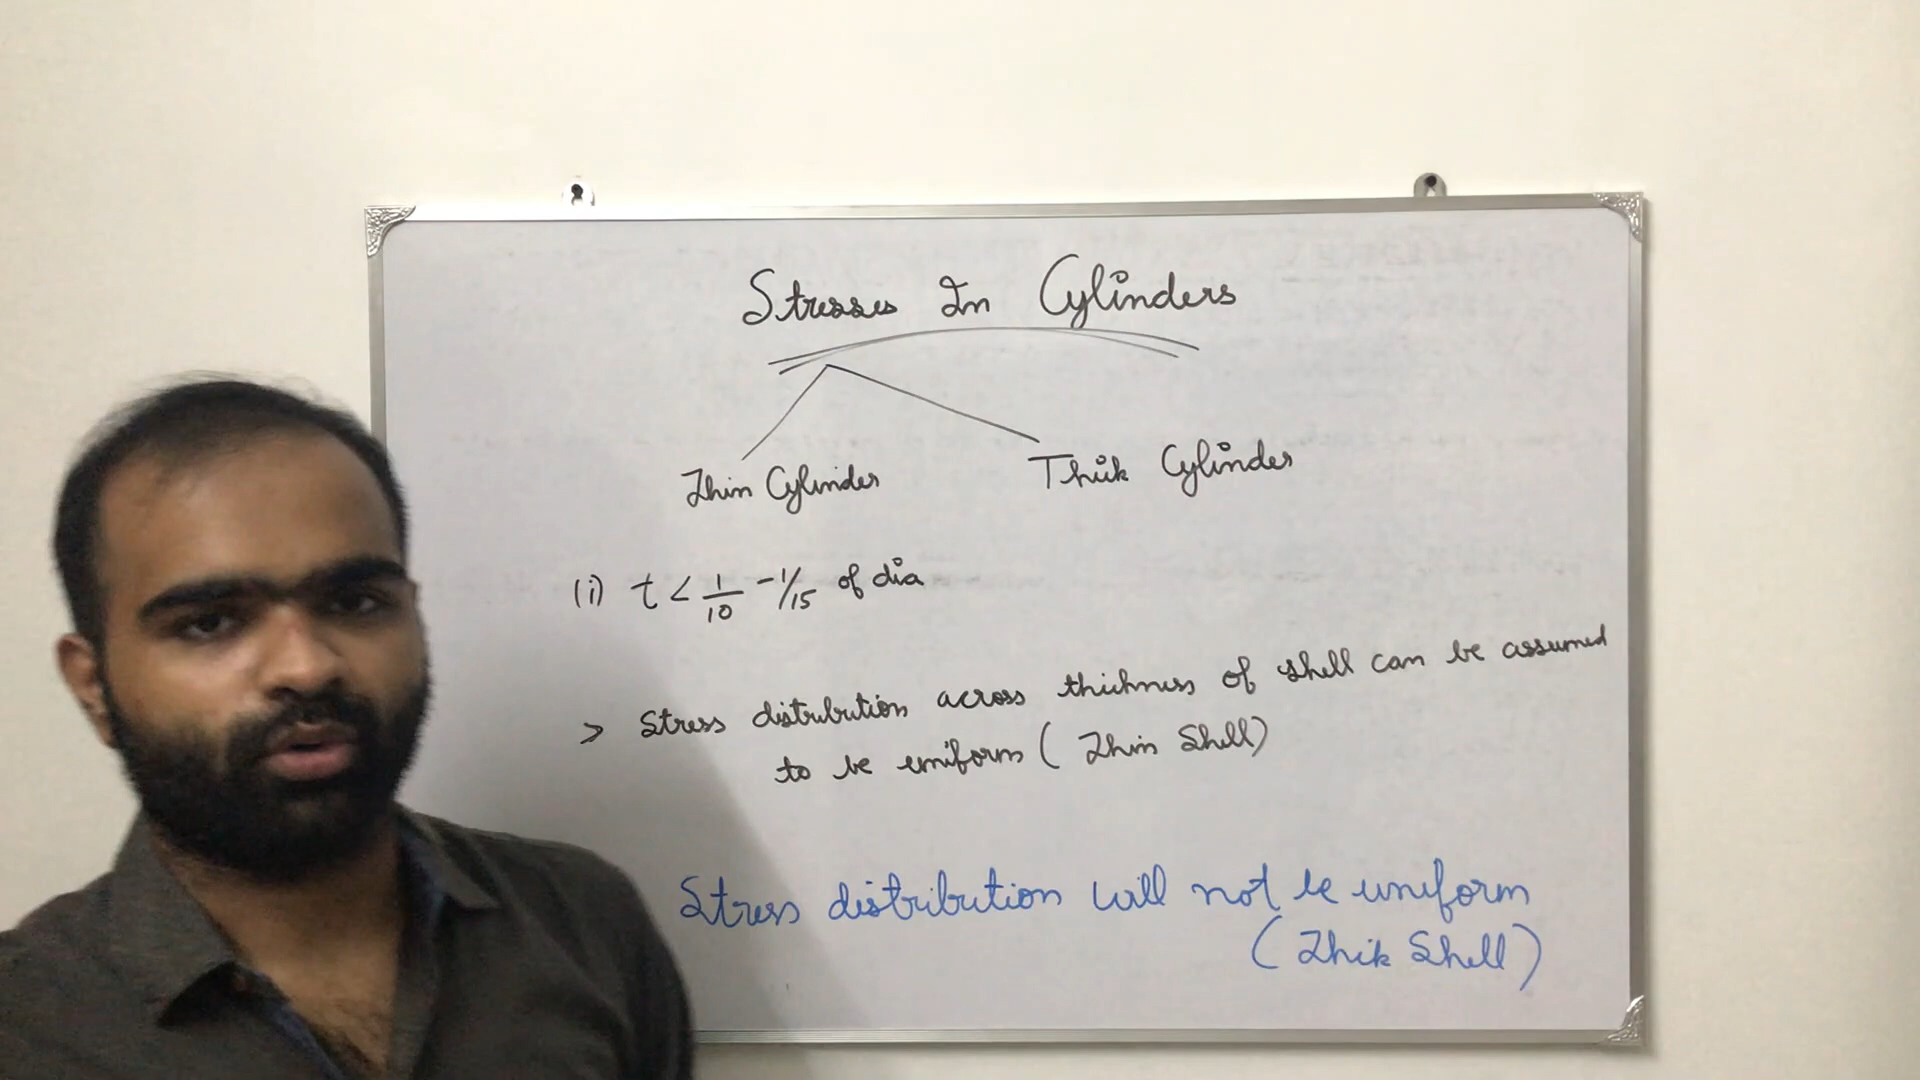 Stresses In Cylinders
Thin Cylinder
Thick Cylinder
(i) t < 1/10 - 1/15 of dia
> Stress distribution across thickness of shell can be assumed
to be uniform (Thin Shell)
Stress distribution will not be uniform
(Thik Shell)